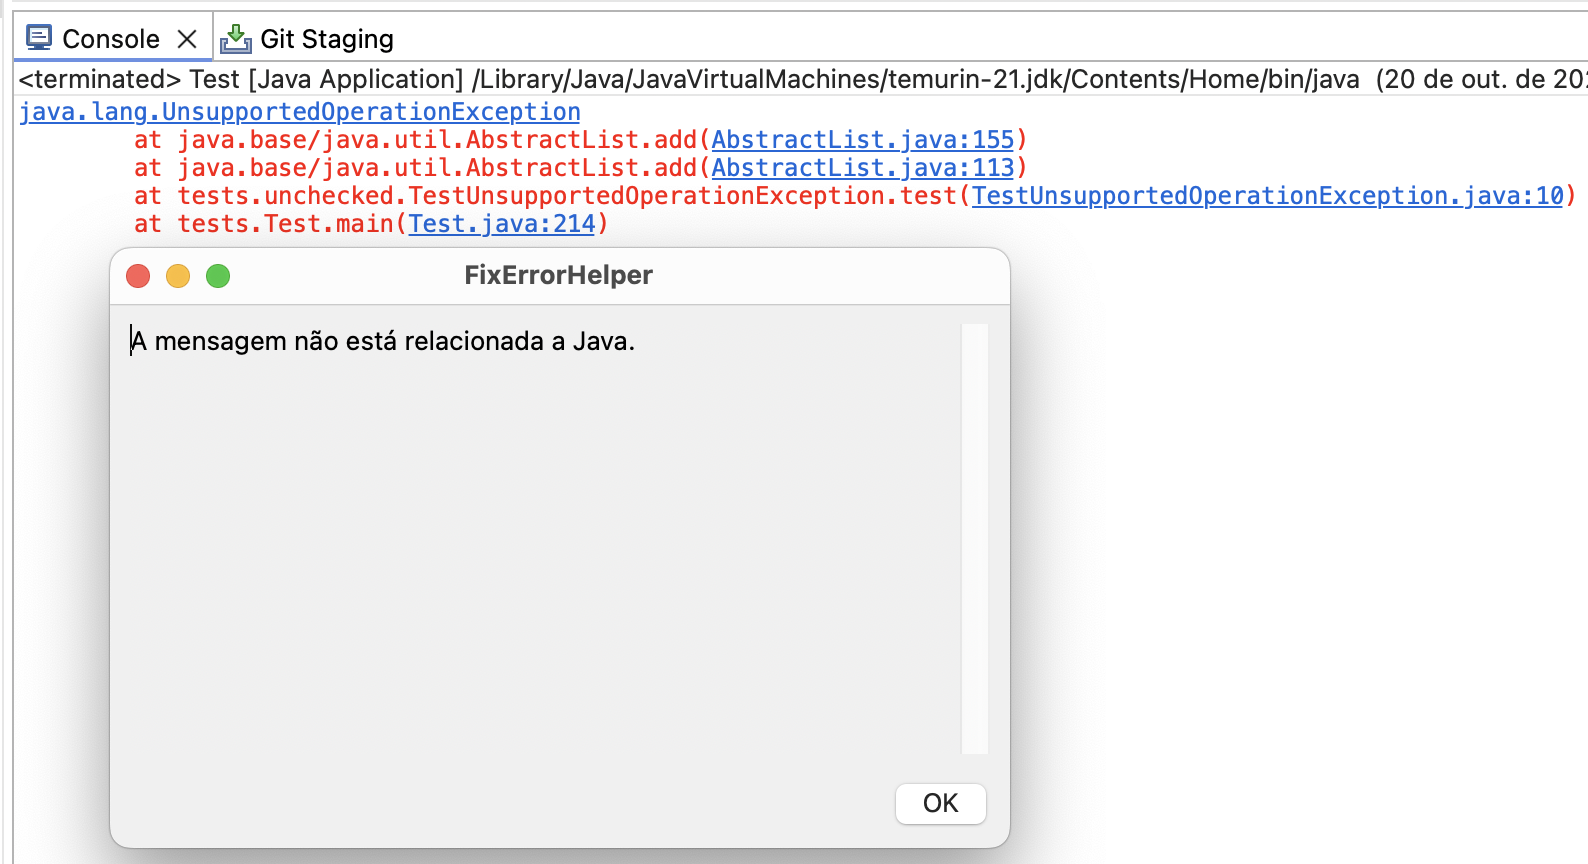 Console Git Staging
<terminated> Test [Java Application] /Library/Java/JavaVirtualMachines/temurin-21.jdk/Contents/Home/bin/java (20 de out. de
java.lang.UnsupportedOperationException
at java.base/java.util.AbstractList.add(AbstractList.java:155)
at java.base/java.util.AbstractList.add(AbstractList.java:113)
at tests.unchecked.TestUnsupportedOperationException.test(TestUnsupportedOperationException.java:10)
at tests.Test.main(Test.java:214)
FixErrorHelper
A mensagem não está relacionada a Java.
OK